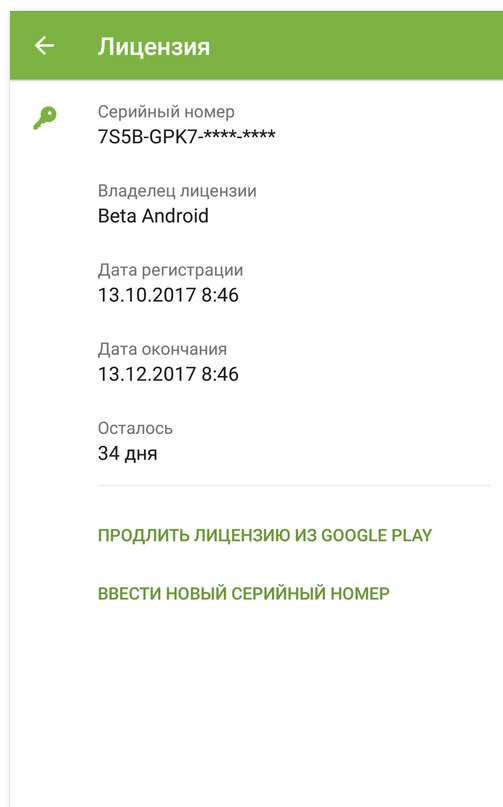 Лицензия
Серийный номер
7S5B-GPK7-****-****
Владелец лицензии
Beta Android
Дата регистрации
13.10.2017 8:46
Дата окончания
13.12.2017 8:46
Осталось
34 дня
ПРОДЛИТЬ ЛИЦЕНЗИЮ ИЗ GOOGLE PLAY
ВВЕСТИ НОВЫЙ СЕРИЙНЫЙ НОМЕР